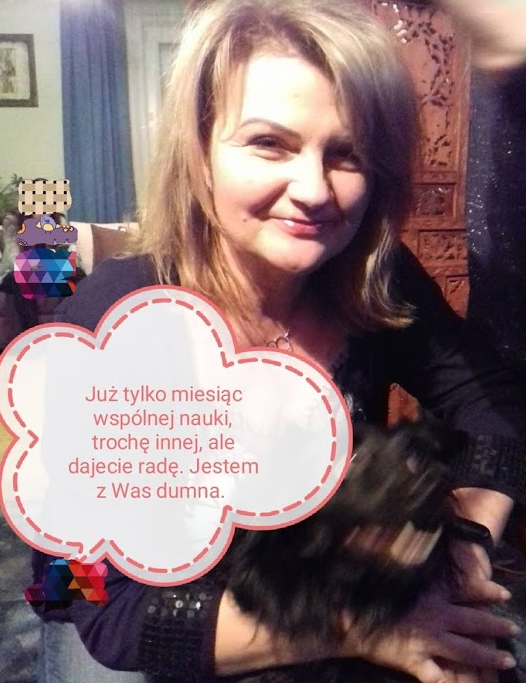 Już tylko miesiąc
wspólnej nauki,
trochę innej, ale
dajecie radę. Jestem
z Was dumna.